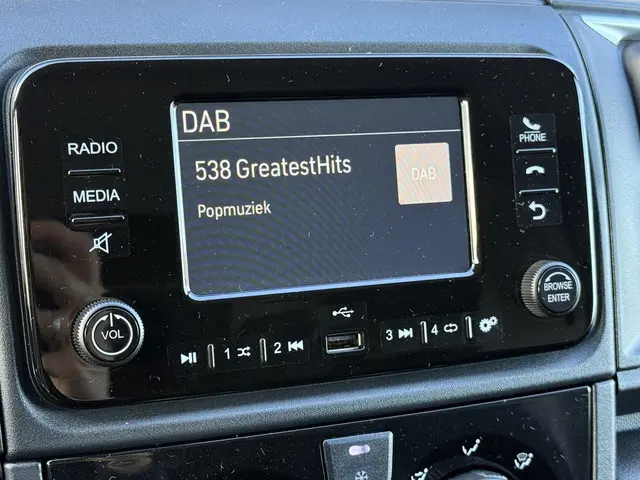 DAB
538 GreatestHits
DAB
Popmuziek
RADIO
MEDIA
VOL
PHONE
BROWSE
ENTER
1
2
3
4